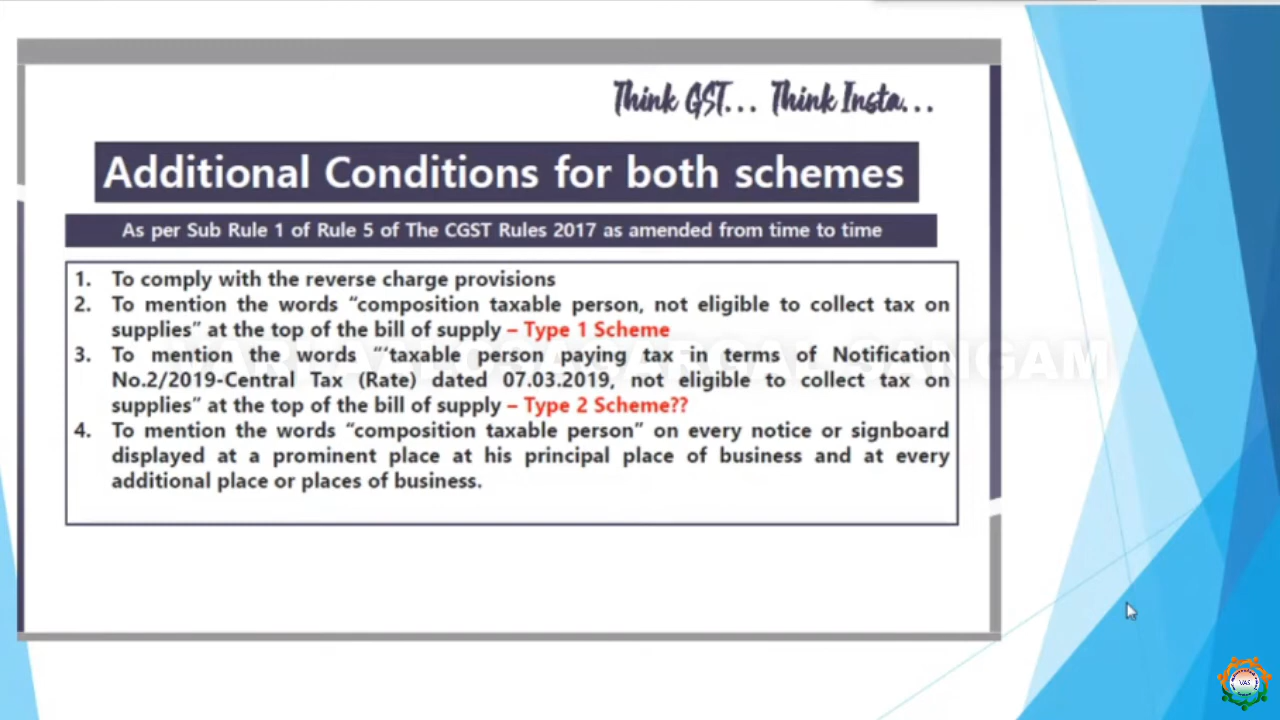 Think GST... Think Insta...
Additional Conditions for both schemes
As per Sub Rule 1 of Rule 5 of The CGST Rules 2017 as amended from time to time
1. To comply with the reverse charge provisions
2. To mention the words “composition taxable person, not eligible to collect tax on
supplies” at the top of the bill of supply – Type 1 Scheme
3. To mention the words “‘taxable person paying tax in terms of Notification
No.2/2019-Central Tax (Rate) dated 07.03.2019, not eligible to collect tax on
supplies” at the top of the bill of supply – Type 2 Scheme??
4. To mention the words “composition taxable person” on every notice or signboard
displayed at a prominent place at his principal place of business and at every
additional place or places of business.
SANGAM
VAS